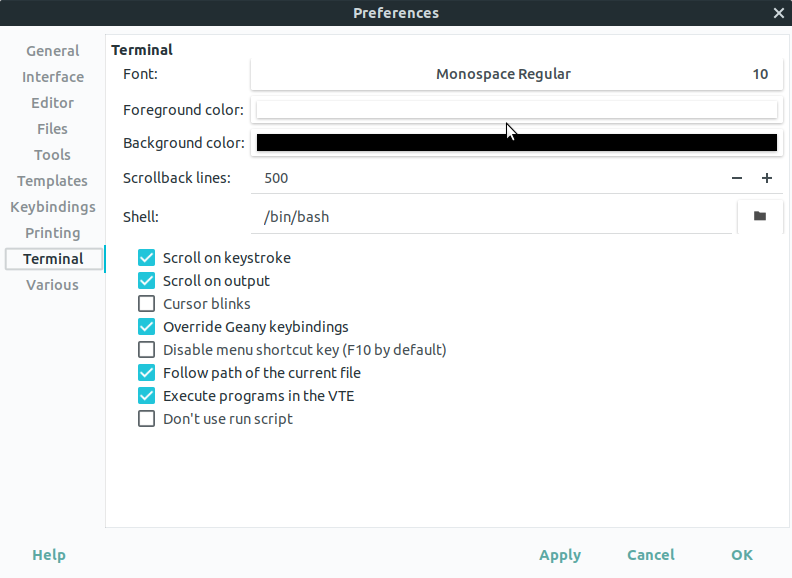 Preferences
General
Interface
Editor
Files
Tools
Templates
Keybindings
Printing
Terminal
Various
Terminal
Font: Monospace Regular 10
Foreground color:
Background color:
Scrollback lines: 500
Shell: /bin/bash
Scroll on keystroke
Scroll on output
Cursor blinks
Override Geany keybindings
Disable menu shortcut key (F10 by default)
Follow path of the current file
Execute programs in the VTE
Don't use run script
Help Apply Cancel OK